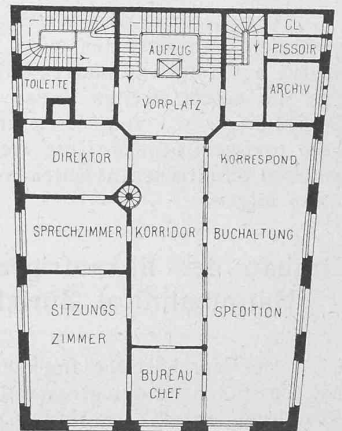 CL.
AUFZUG
PISSOIR
TOILETTE
ARCHIV
VORPLATZ
DIREKTOR
KORRESPOND.
SPRECHZIMMER
KORRIDOR
BUCHALTUNG
SITZUNGS
ZIMMER
SPEDITION
BUREAU
CHEF